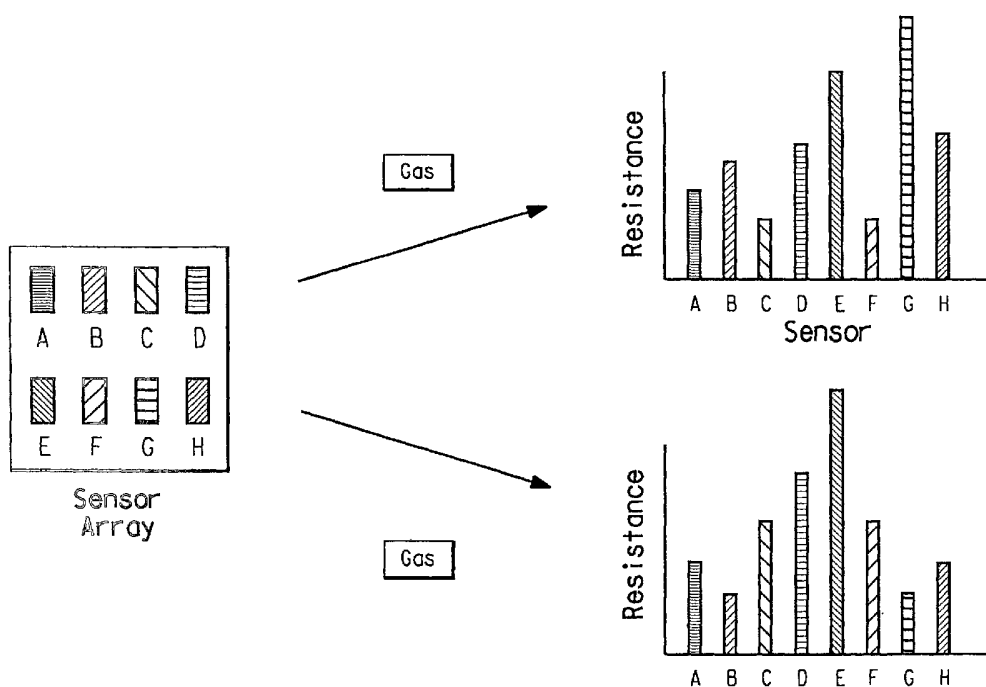 A B C D
E F G H
Sensor
Array
Gas
Gas
Resistance
A B C D E F G H
Sensor
Resistance
A B C D E F G H